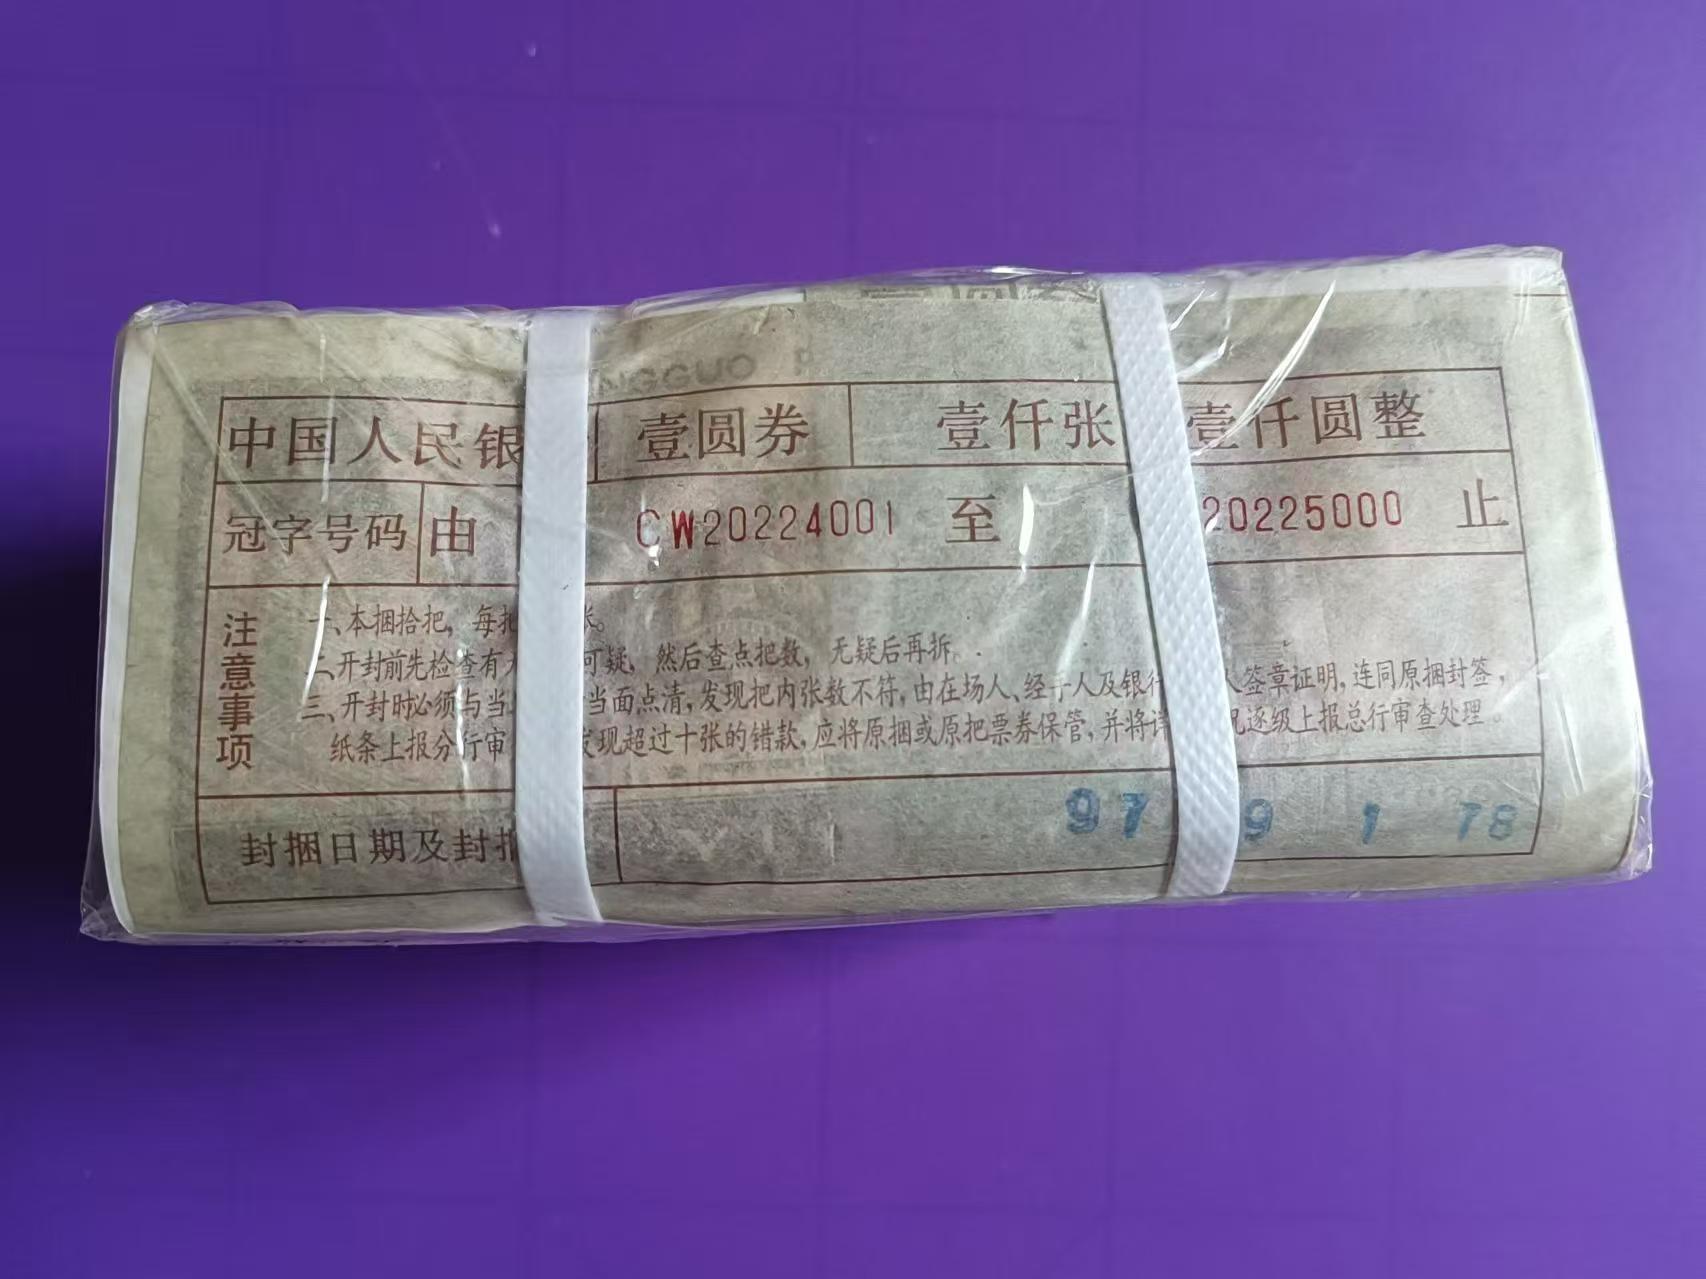 NGGUO P
中国人民银 壹圆券 壹仟张 壹仟圆整
冠字号码 由 CW20224001 至 20225000 止
注意事项
一、本捆拾把，每把 张。
二、开封前先检查有 可疑，然后查点把数，无疑后再拆．
三、开封时必须与当 当面点清，发现把内张数不符，由在场人、经手人及银行 人签章证明，连同原捆封签，
纸条上报分行审 发现超过十张的错款，应将原捆或原把票券保管，并将详 况逐级上报总行审查处理。
封捆日期及封捆 97 9 1 78